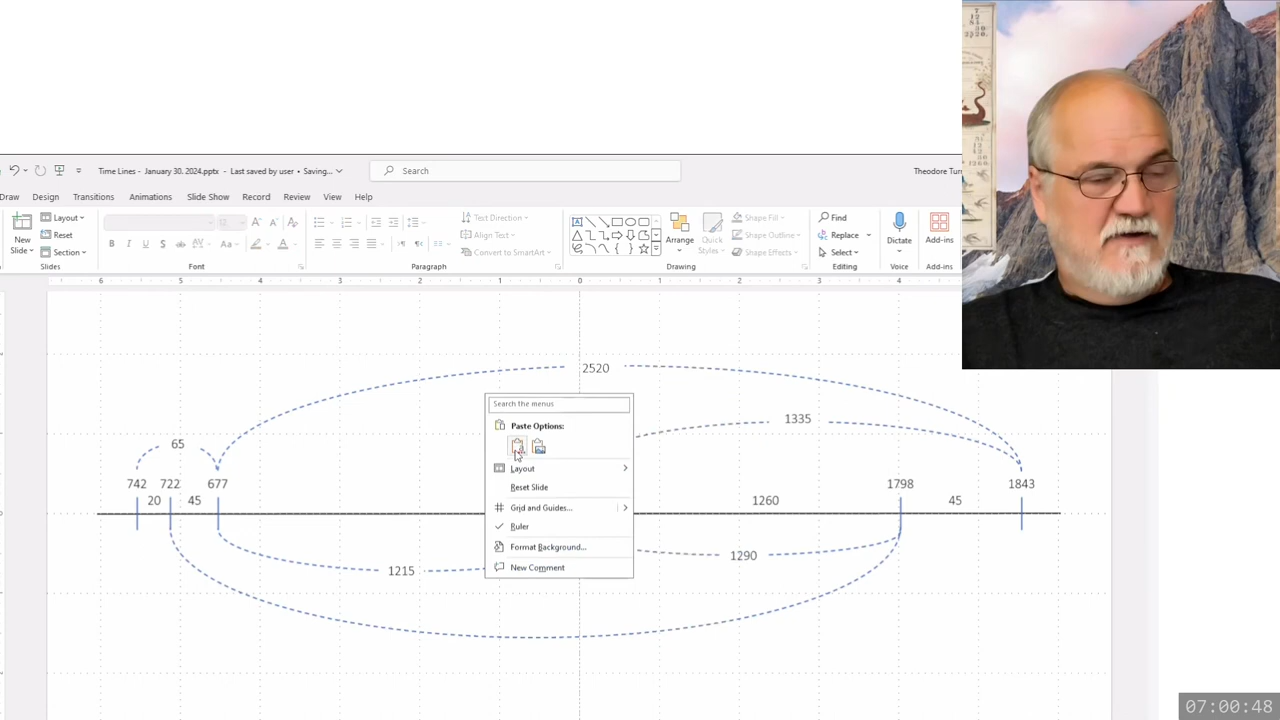 Time Lines - January 30. 2024.pptx • Last saved by user • Saving...
Search
Draw Design Transitions Animations Slide Show Record Review View Help
New
Slide
Layout
Reset
Section
Slides
B I U S ab AV Aa A
Font
Text Direction
Align Text
Convert to SmartArt
Paragraph
Arrange
Quick
Styles
Shape Fill
Shape Outline
Shape Effects
Drawing
Find
Replace
Select
Editing
Dictate
Voice
Add-ins
Add-ins
6 5 4 3 2 1 0 1 2 3 4
2520
1335
65
742 722 677 1798 1843
20 45 1260 45
1215 1290
Search the menus
Paste Options:
Layout
Reset Slide
Grid and Guides...
Ruler
Format Background...
New Comment
07:00:48